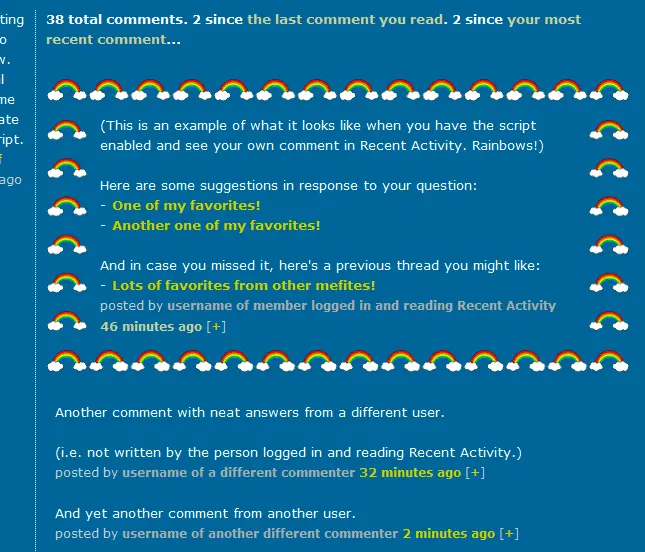 ting
o
w.
l
me
ate
ript.
f
ago
38 total comments. 2 since the last comment you read. 2 since your most
recent comment...
(This is an example of what it looks like when you have the script
enabled and see your own comment in Recent Activity. Rainbows!)
Here are some suggestions in response to your question:
- One of my favorites!
- Another one of my favorites!
And in case you missed it, here's a previous thread you might like:
- Lots of favorites from other mefites!
posted by username of member logged in and reading Recent Activity
46 minutes ago [+]
Another comment with neat answers from a different user.
(i.e. not written by the person logged in and reading Recent Activity.)
posted by username of a different commenter 32 minutes ago [+]
And yet another comment from another user.
posted by username of another different commenter 2 minutes ago [+]